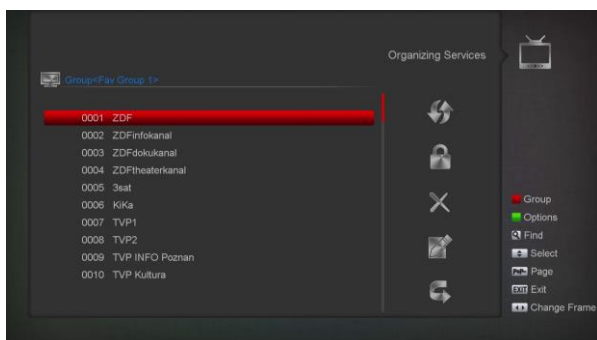 Organizing Services
Group<Fav Group 1>
0001 ZDF
0002 ZDFinfokanal
0003 ZDFdokukanal
0004 ZDFtheaterkanal
0005 3sat
0006 KiKa
0007 TVP1
0008 TVP2
0009 TVP INFO Poznan
0010 TVP Kultura
Group
Options
Find
Select
Page
EXIT Exit
Change Frame